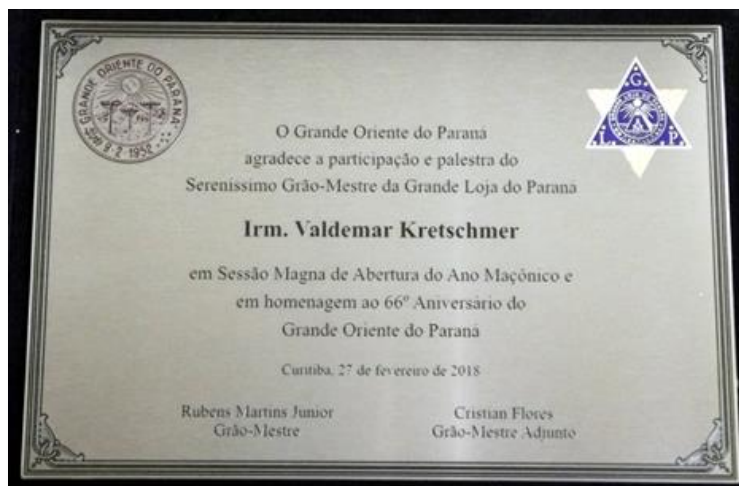 GRANDE ORIENTE DO PARANÁ
9-2-1952
G
L
P
O Grande Oriente do Paraná
agradece a participação e palestra do
Sereníssimo Grão-Mestre da Grande Loja do Paraná
Irm. Valdemar Kretschmer
em Sessão Magna de Abertura do Ano Maçônico e
em homenagem ao 66º Aniversário do
Grande Oriente do Paraná
Curitiba, 27 de fevereiro de 2018
Rubens Martins Junior
Grão-Mestre
Cristian Flores
Grão-Mestre Adjunto